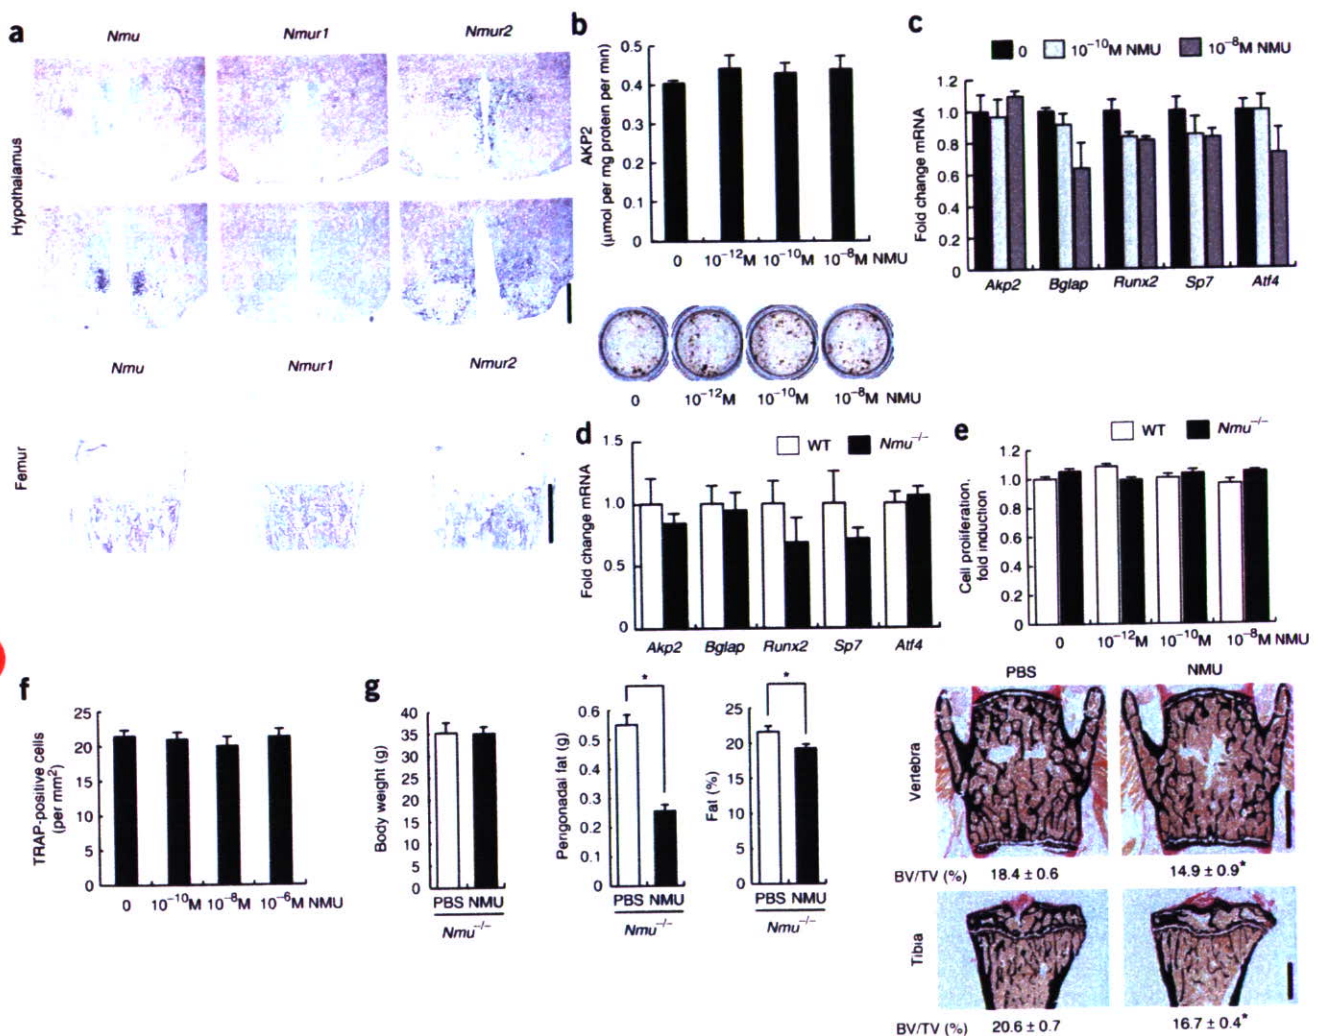 a
Nmu Nmur1 Nmur2
Hypothalamus
Nmu Nmur1 Nmur2
Femur
b
AKP2
(μmol per mg protein per min)
0.5
0.4
0.3
0.2
0.1
0
0 10⁻¹²M 10⁻¹⁰M 10⁻⁸M NMU
0 10⁻¹²M 10⁻¹⁰M 10⁻⁸M NMU
c
0 10⁻¹⁰M NMU 10⁻⁸M NMU
Fold change mRNA
1.2
1.0
0.8
0.6
0.4
0.2
0
Akp2 Bglap Runx2 Sp7 Atf4
d
WT Nmu⁻/⁻
Fold change mRNA
1.5
1.0
0.5
0
Akp2 Bglap Runx2 Sp7 Atf4
e
WT Nmu⁻/⁻
Cell proliferation,
fold induction
1.2
1.0
0.8
0.6
0.4
0.2
0
0 10⁻¹²M 10⁻¹⁰M 10⁻⁸M NMU
f
TRAP-positive cells
(per mm²)
25
20
15
10
5
0
0 10⁻¹⁰M 10⁻⁸M 10⁻⁶M NMU
g
Body weight (g)
40
35
30
25
20
15
10
5
0
PBS NMU
Nmu⁻/⁻
*
Perigonadal fat (g)
0.6
0.5
0.4
0.3
0.2
0.1
0
PBS NMU
Nmu⁻/⁻
*
Fat (%)
25
20
15
10
5
0
PBS NMU
Nmu⁻/⁻
PBS NMU
Vertebra
BV/TV (%) 18.4 ± 0.6 14.9 ± 0.9*
Tibia
BV/TV (%) 20.6 ± 0.7 16.7 ± 0.4*